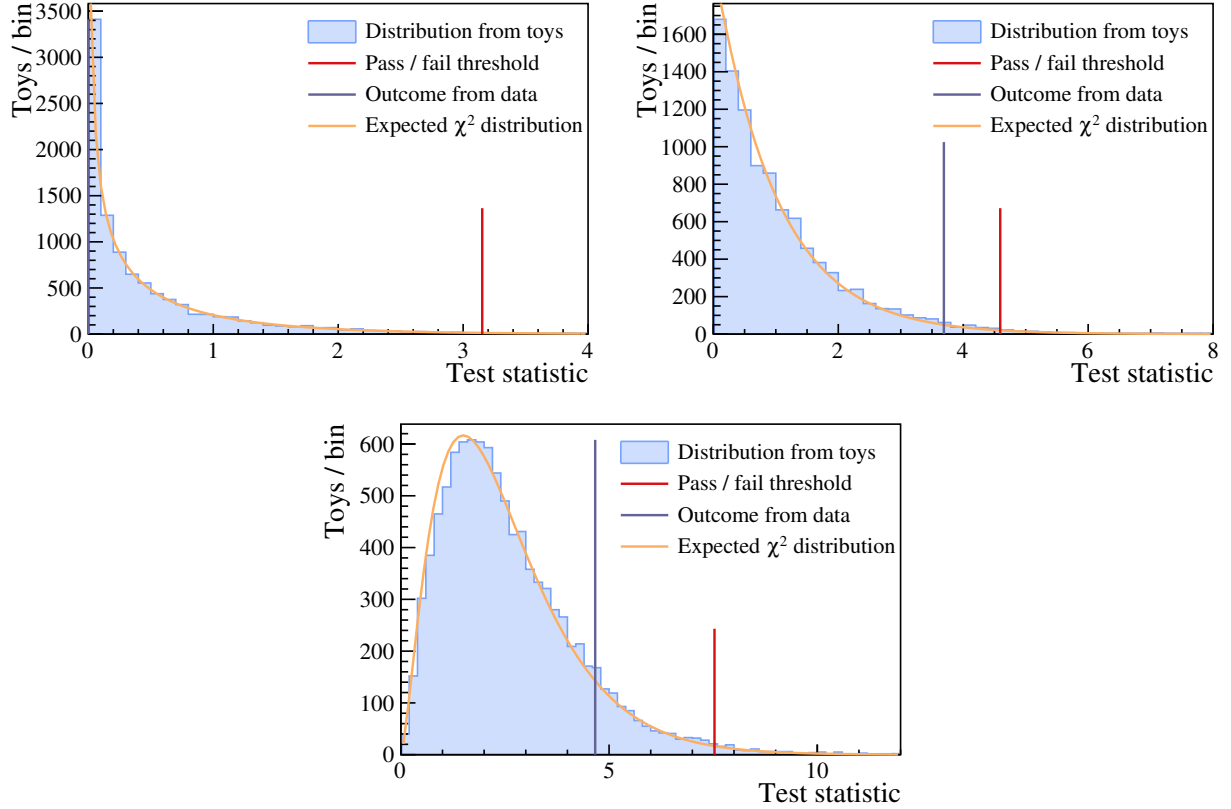 Toys / bin
3500
3000
2500
2000
1500
1000
500
0
Distribution from toys
Pass / fail threshold
Outcome from data
Expected χ² distribution
0 1 2 3 4
Test statistic
Toys / bin
1600
1400
1200
1000
800
600
400
200
0
Distribution from toys
Pass / fail threshold
Outcome from data
Expected χ² distribution
0 2 4 6 8
Test statistic
Toys / bin
600
500
400
300
200
100
0
Distribution from toys
Pass / fail threshold
Outcome from data
Expected χ² distribution
0 5 10
Test statistic